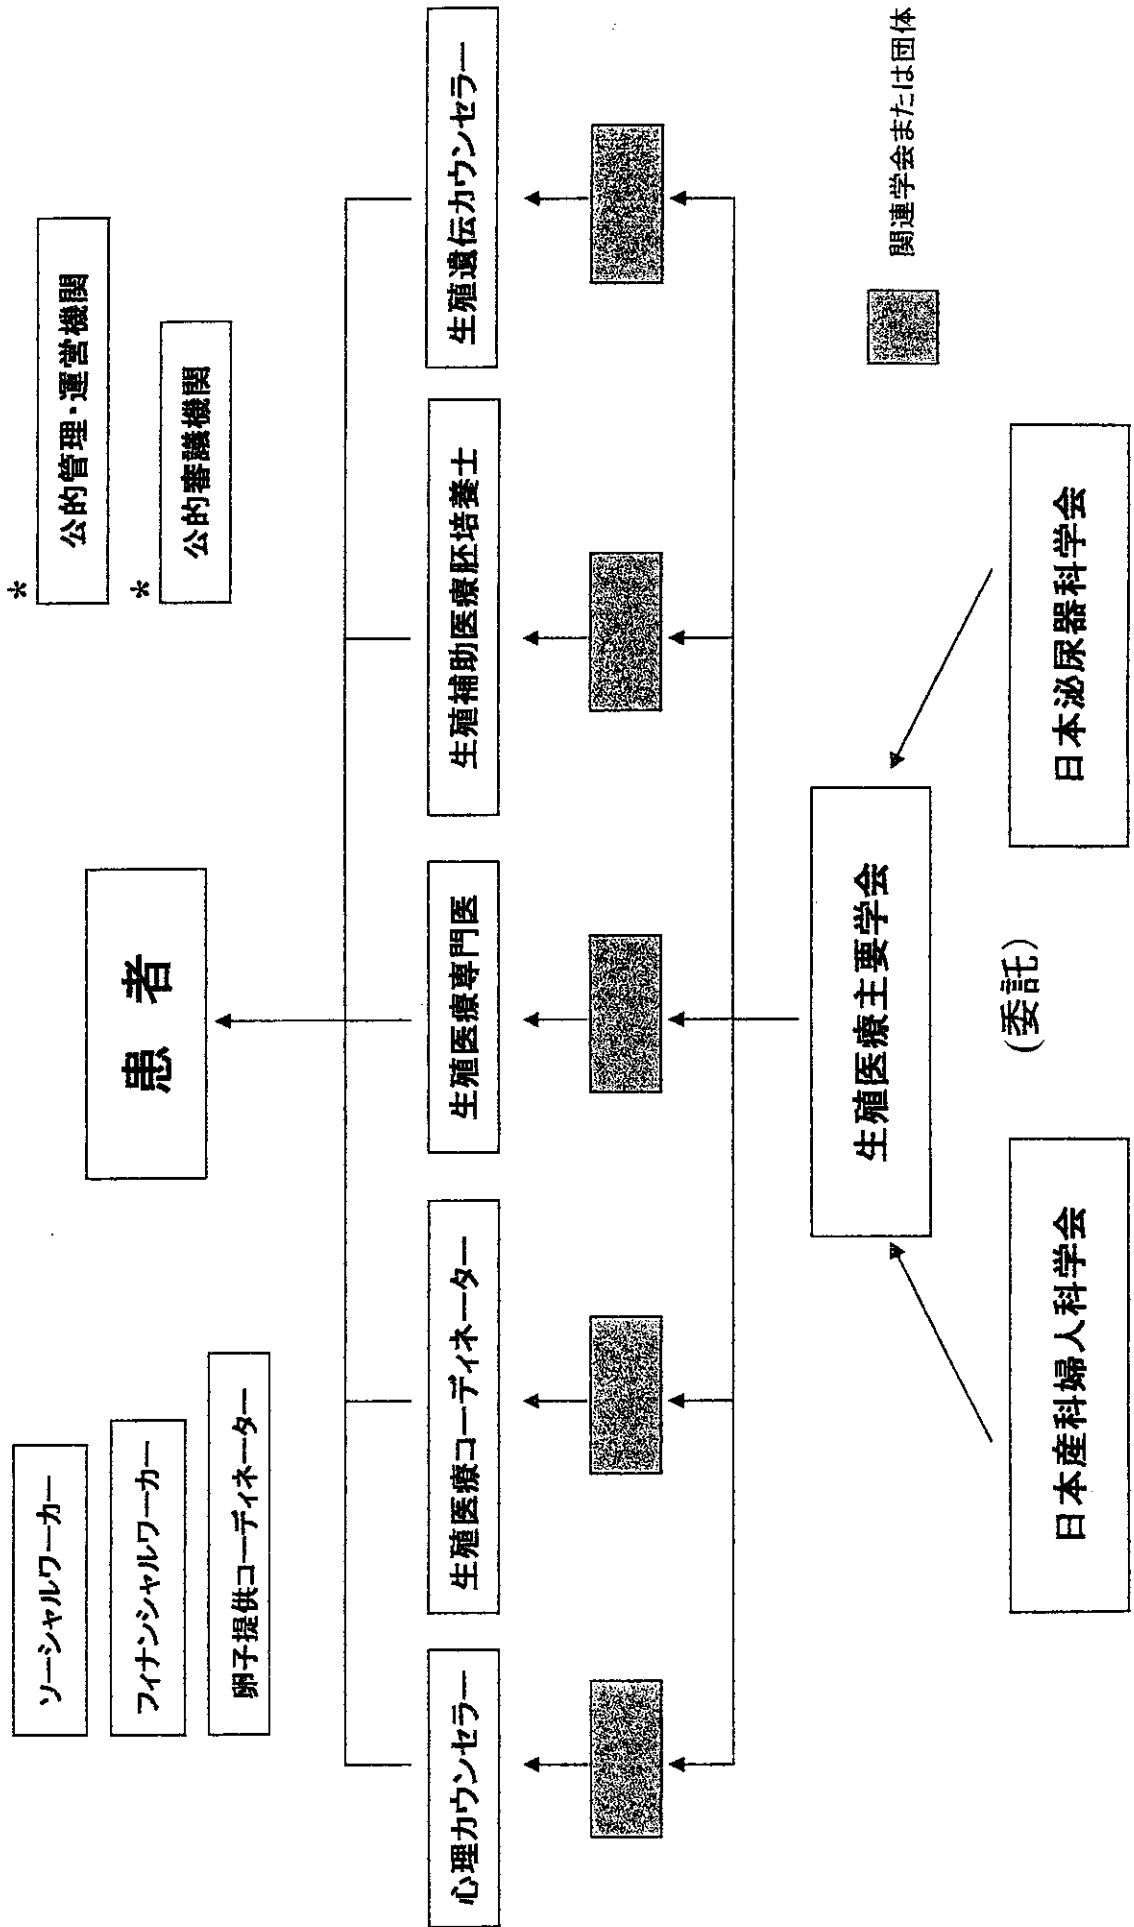 ソーシャルワーカー
フィナンシャルワーカー
卵子提供コーディネーター
患 者
*
公的管理・運営機関
*
公的審議機関
心理カウンセラー
生殖医療コーディネーター
生殖医療専門医
生殖補助医療胚培養士
生殖遺伝カウンセラー
生殖医療主要学会
関連学会または団体
日本産科婦人科学会
(委託)
日本泌尿器科学会